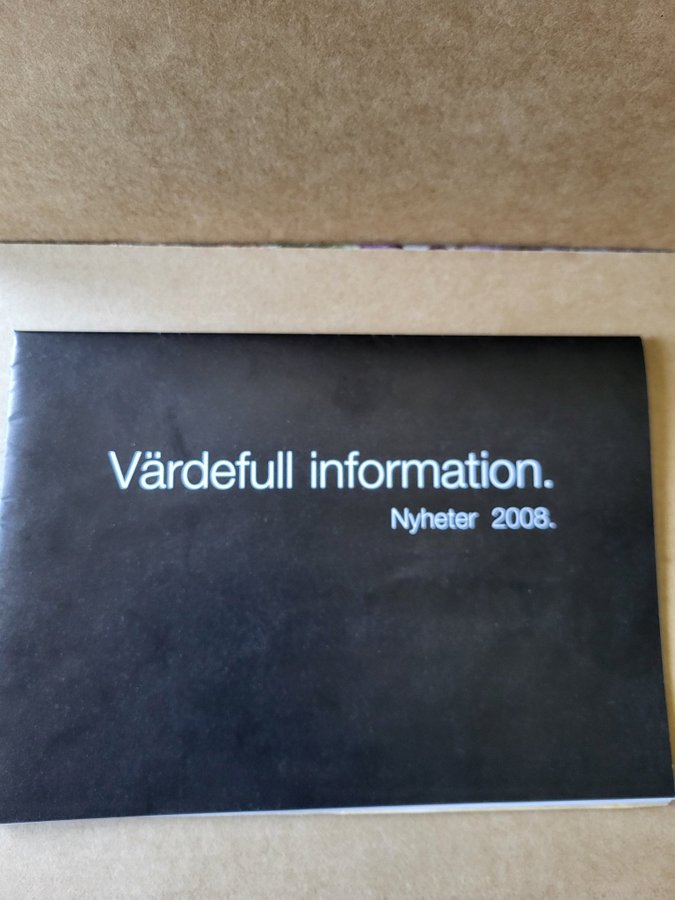 Värdefull information.
Nyheter 2008.